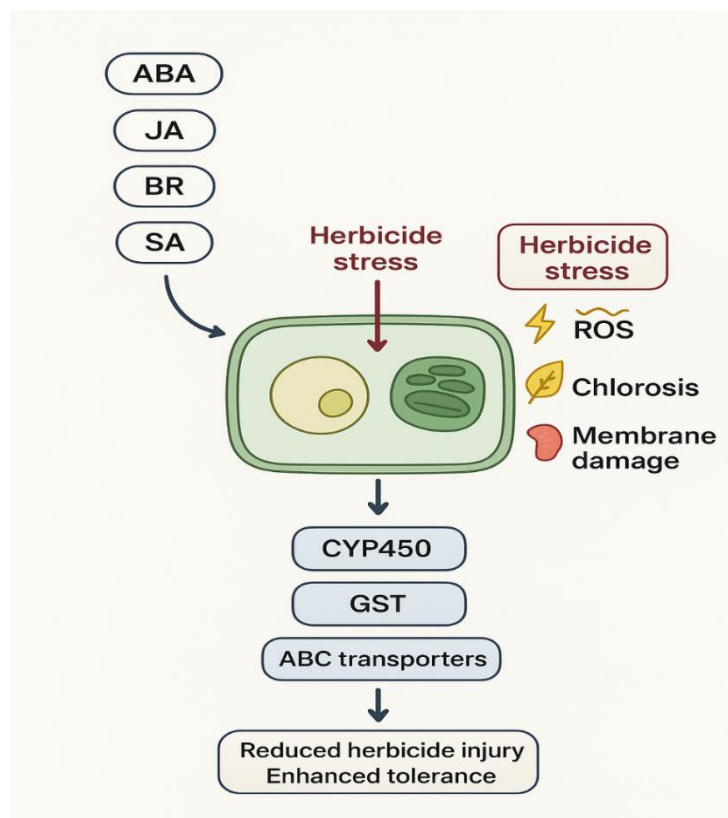 ABA
JA
BR
SA
Herbicide
stress
Herbicide
stress
ROS
Chlorosis
Membrane
damage
CYP450
GST
ABC transporters
Reduced herbicide injury
Enhanced tolerance